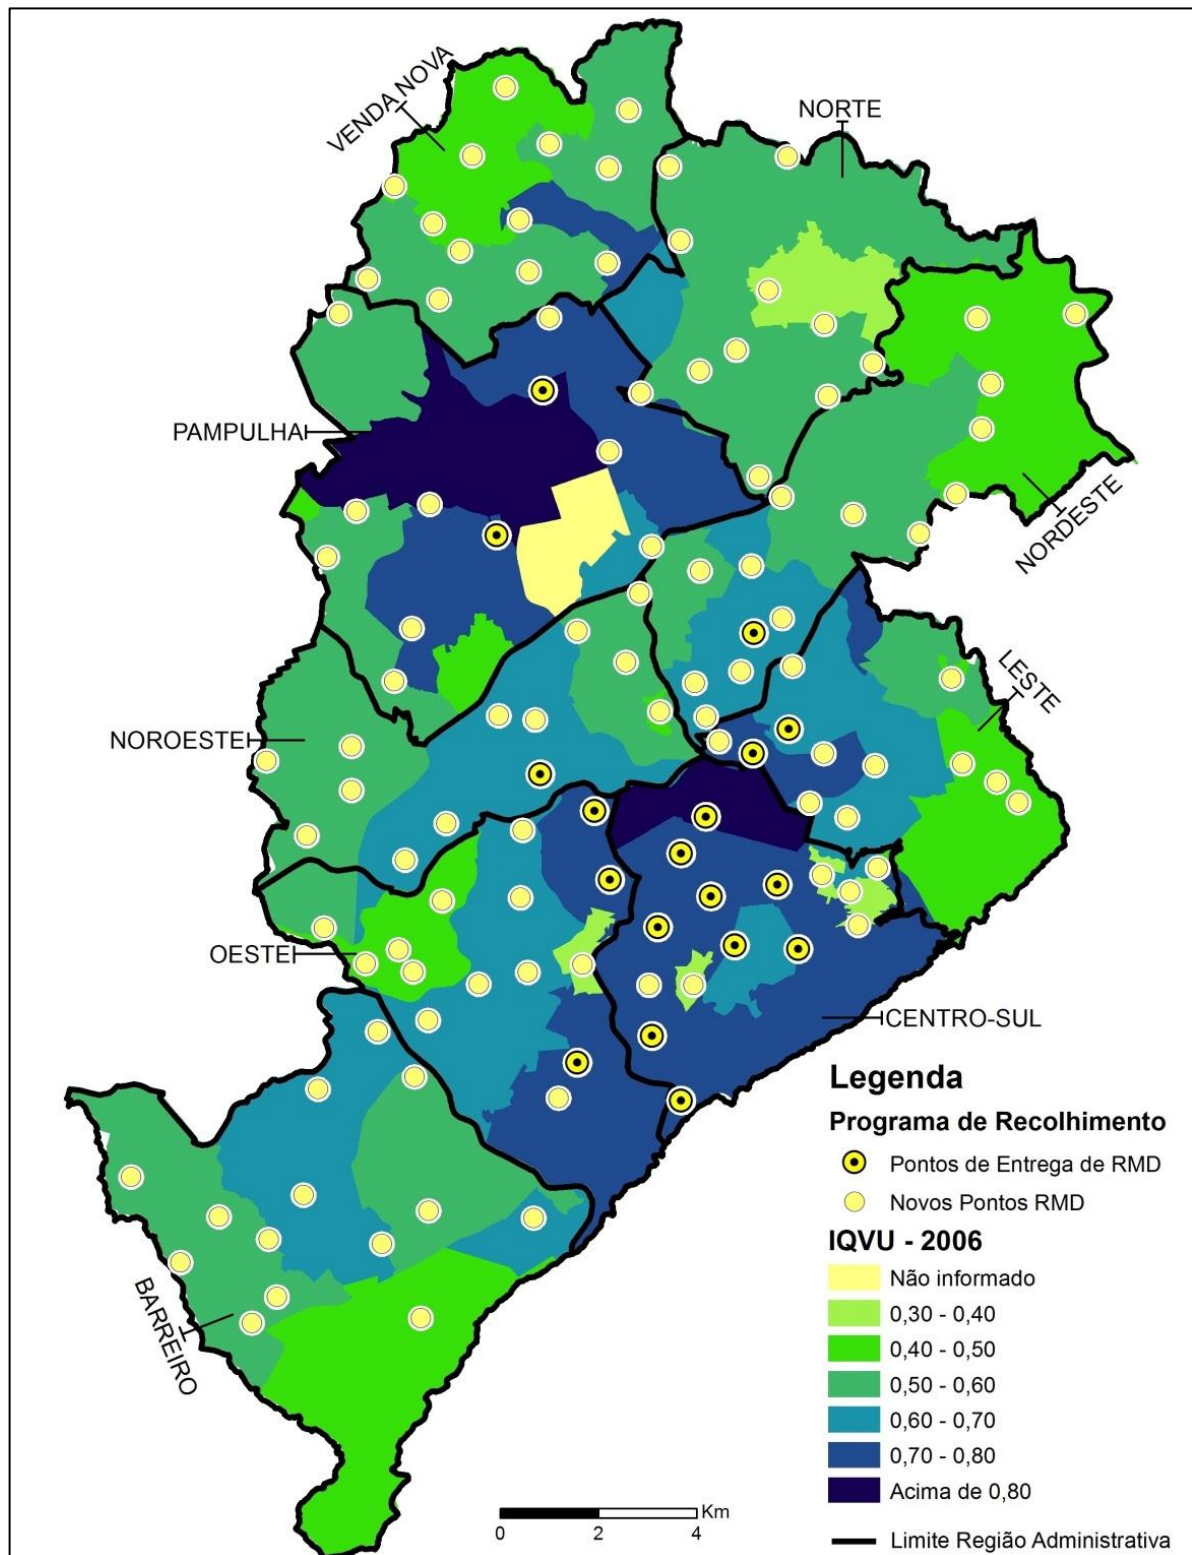 VENDA NOVA
NORTE
PAMPULHA
NORDESTE
LESTE
NOROESTE
OESTE
CENTRO-SUL
BARREIRO
Legenda
Programa de Recolhimento
Pontos de Entrega de RMD
Novos Pontos RMD
IQVU - 2006
Não informado
0,30 - 0,40
0,40 - 0,50
0,50 - 0,60
0,60 - 0,70
0,70 - 0,80
Acima de 0,80
Limite Região Administrativa
Km
0 2 4